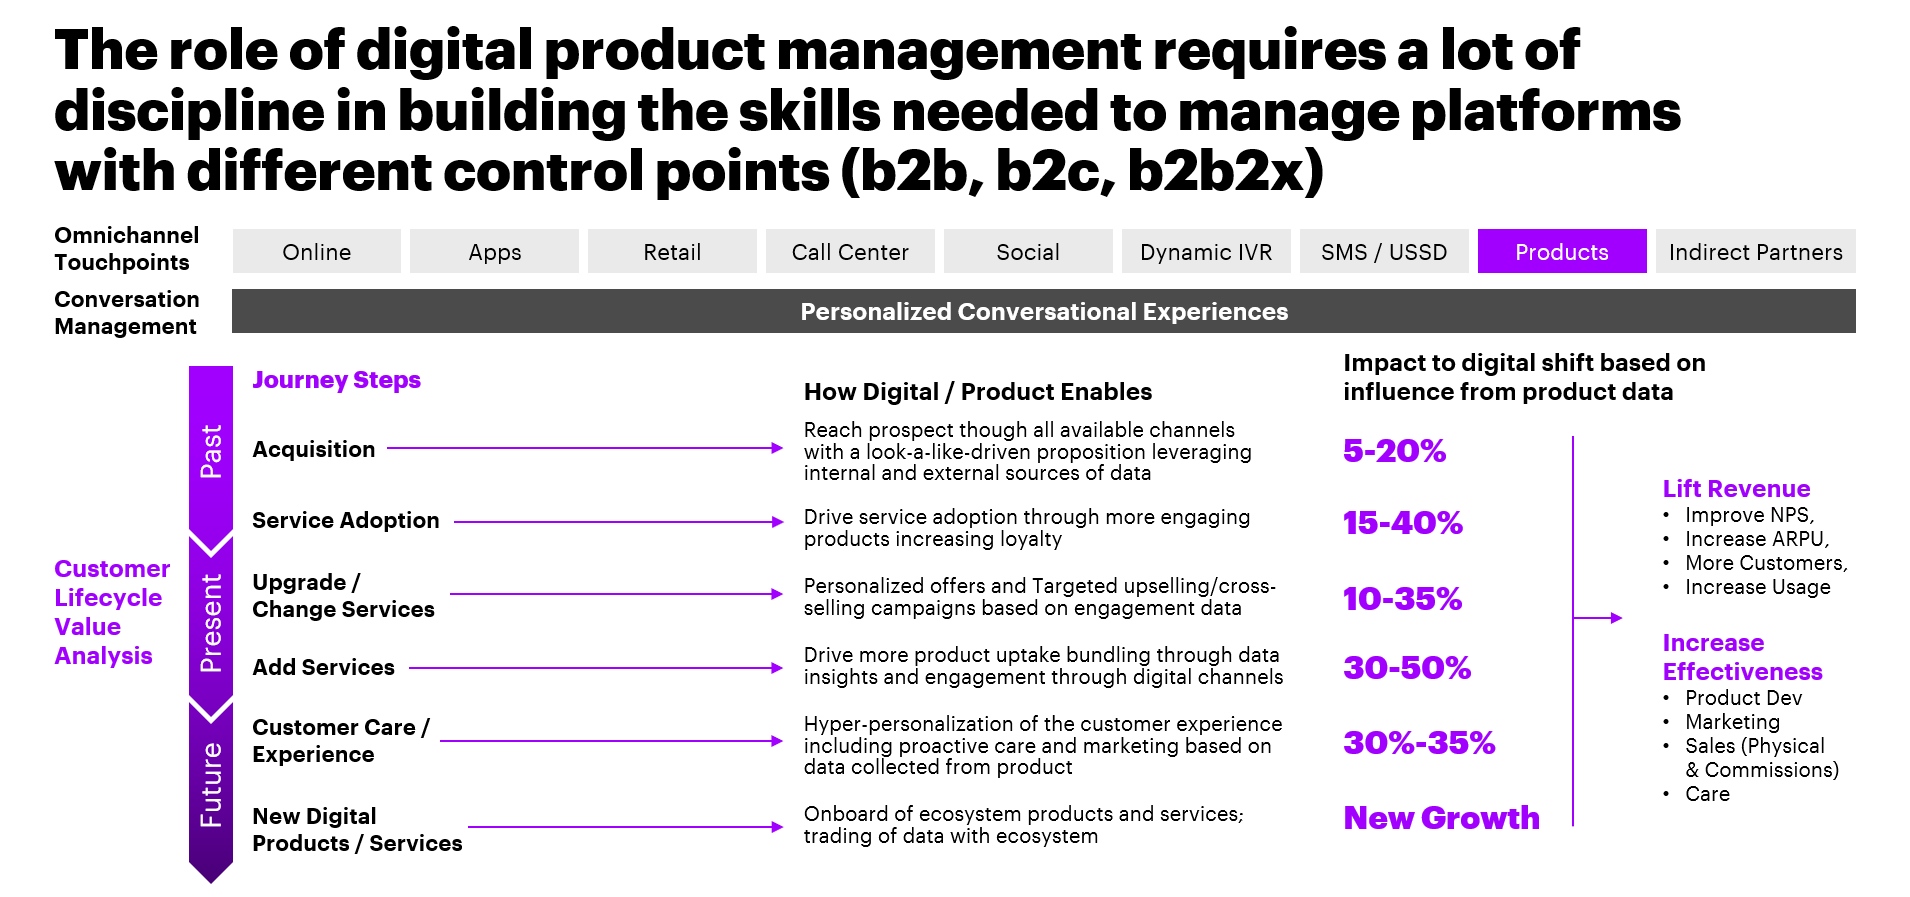 The role of digital product management requires a lot of
discipline in building the skills needed to manage platforms
with different control points (b2b, b2c, b2b2x)
Omnichannel
Touchpoints
Online
Apps
Retail
Call Center
Social
Dynamic IVR
SMS / USSD
Products
Indirect Partners
Conversation
Management
Personalized Conversational Experiences
Customer
Lifecycle
Value
Analysis
Past
Present
Future
Journey Steps
How Digital / Product Enables
Impact to digital shift based on
influence from product data
Acquisition
Reach prospect though all available channels
with a look-a-like-driven proposition leveraging
internal and external sources of data
5-20%
Service Adoption
Drive service adoption through more engaging
products increasing loyalty
15-40%
Upgrade /
Change Services
Personalized offers and Targeted upselling/cross-
selling campaigns based on engagement data
10-35%
Add Services
Drive more product uptake bundling through data
insights and engagement through digital channels
30-50%
Customer Care /
Experience
Hyper-personalization of the customer experience
including proactive care and marketing based on
data collected from product
30%-35%
New Digital
Products / Services
Onboard of ecosystem products and services;
trading of data with ecosystem
New Growth
Lift Revenue
• Improve NPS,
• Increase ARPU,
• More Customers,
• Increase Usage
Increase
Effectiveness
• Product Dev
• Marketing
• Sales (Physical
& Commissions)
• Care